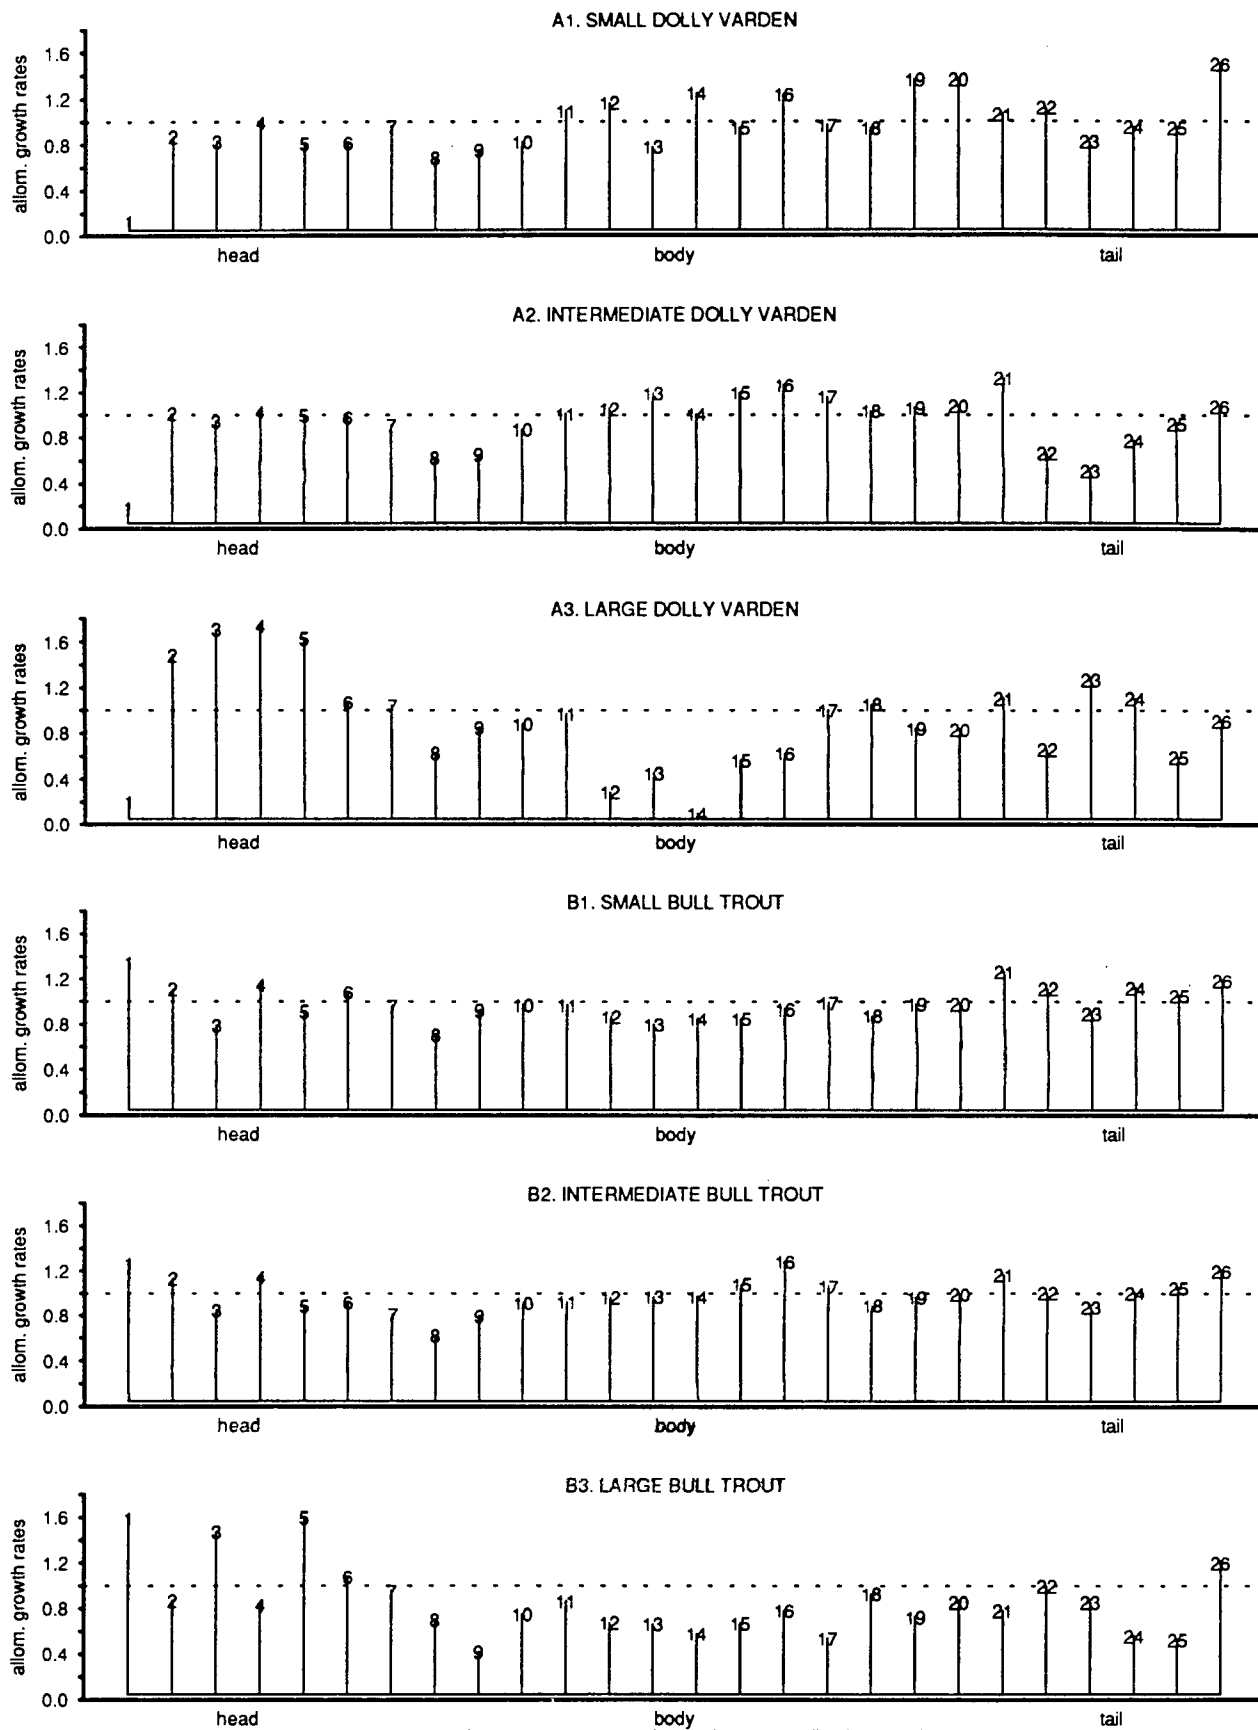 A1. SMALL DOLLY VARDEN
allom. growth rates
1.6
1.2
0.8
0.4
0.0
1 2 3 4 5 6 7 8 9 10 11 12 13 14 15 16 17 18 19 20 21 22 23 24 25 26
head body tail
A2. INTERMEDIATE DOLLY VARDEN
allom. growth rates
1.6
1.2
0.8
0.4
0.0
1 2 3 4 5 6 7 8 9 10 11 12 13 14 15 16 17 18 19 20 21 22 23 24 25 26
head body tail
A3. LARGE DOLLY VARDEN
allom. growth rates
1.6
1.2
0.8
0.4
0.0
1 2 3 4 5 6 7 8 9 10 11 12 13 14 15 16 17 18 19 20 21 22 23 24 25 26
head body tail
B1. SMALL BULL TROUT
allom. growth rates
1.6
1.2
0.8
0.4
0.0
1 2 3 4 5 6 7 8 9 10 11 12 13 14 15 16 17 18 19 20 21 22 23 24 25 26
head body tail
B2. INTERMEDIATE BULL TROUT
allom. growth rates
1.6
1.2
0.8
0.4
0.0
1 2 3 4 5 6 7 8 9 10 11 12 13 14 15 16 17 18 19 20 21 22 23 24 25 26
head body tail
B3. LARGE BULL TROUT
allom. growth rates
1.6
1.2
0.8
0.4
0.0
1 2 3 4 5 6 7 8 9 10 11 12 13 14 15 16 17 18 19 20 21 22 23 24 25 26
head body tail